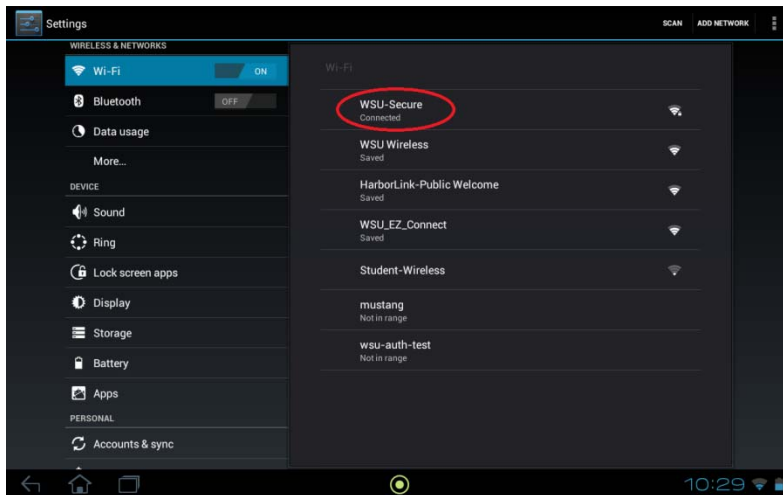 Settings
SCAN ADD NETWORK
WIRELESS & NETWORKS
Wi-Fi ON
Bluetooth OFF
Data usage
More...
DEVICE
Sound
Ring
Lock screen apps
Display
Storage
Battery
Apps
PERSONAL
Accounts & sync
Wi-Fi
WSU-Secure
Connected
WSU Wireless
Saved
HarborLink-Public Welcome
Saved
WSU_EZ_Connect
Saved
Student-Wireless
mustang
Not in range
wsu-auth-test
Not in range
10:29